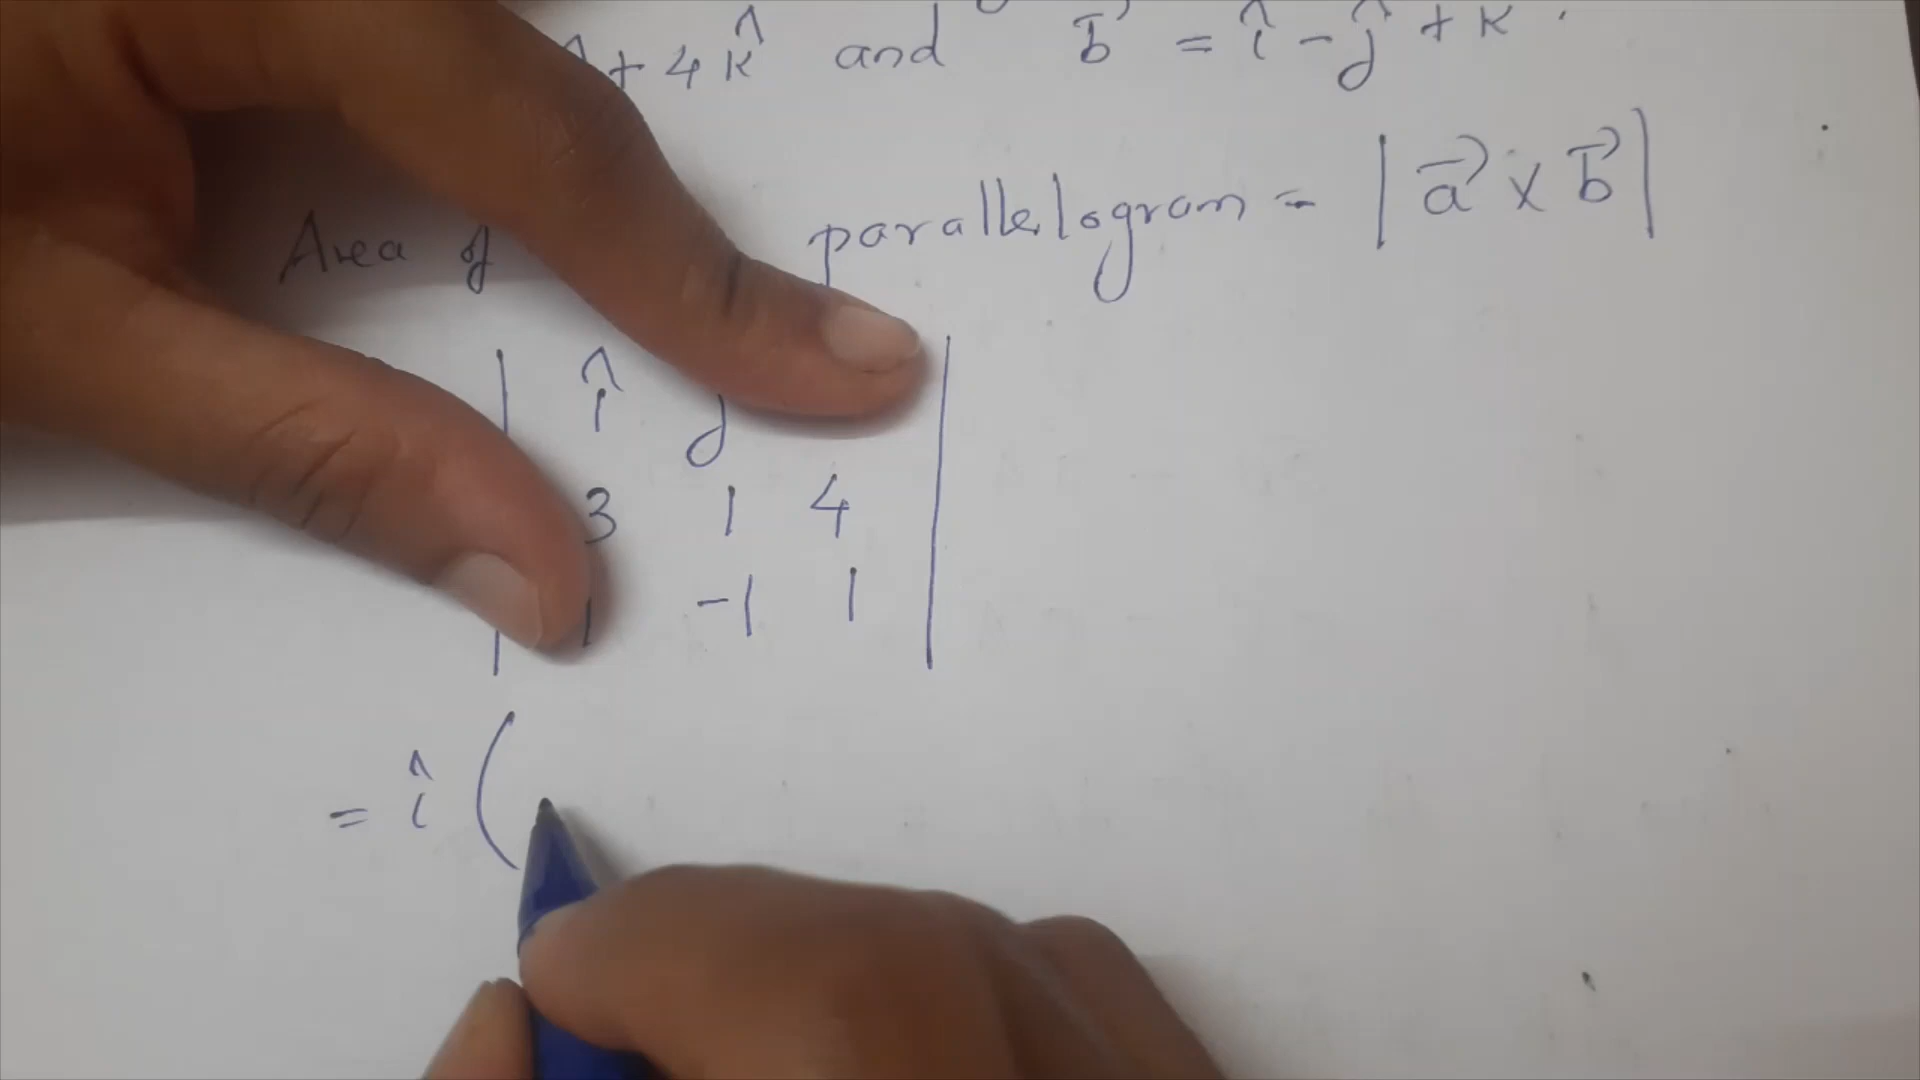 + 4k̂ and b⃗ = î - ĵ + k
Area of parallelogram = | a⃗ x b⃗ |
| î j |
3 1 4
1 -1 1
= î (